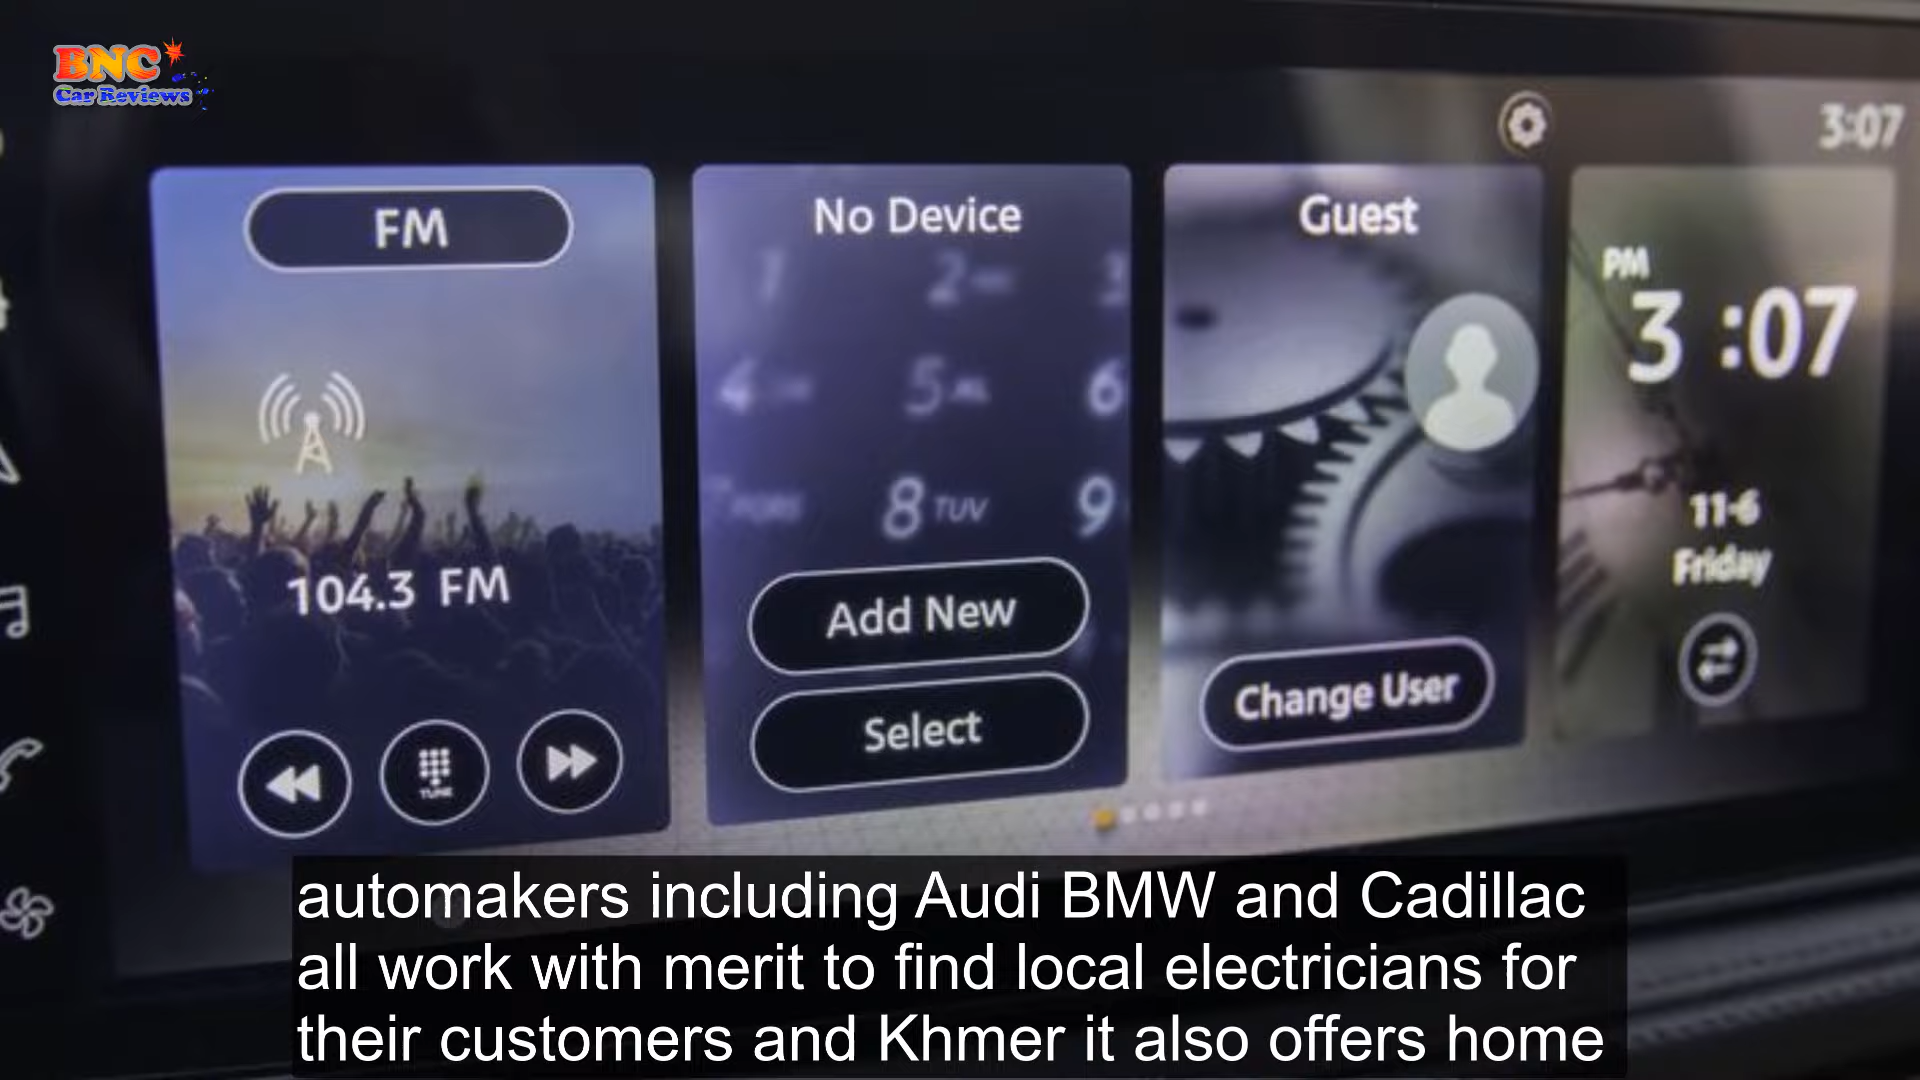 BNC
Car Reviews
3:07
FM
No Device
Guest
PM
3 :07
1
2
3
4
5
6
8 TUV
9
104.3 FM
11-6
Friday
Add New
Select
Change User
TUNE
automakers including Audi BMW and Cadillac
all work with merit to find local electricians for
their customers and Khmer it also offers home